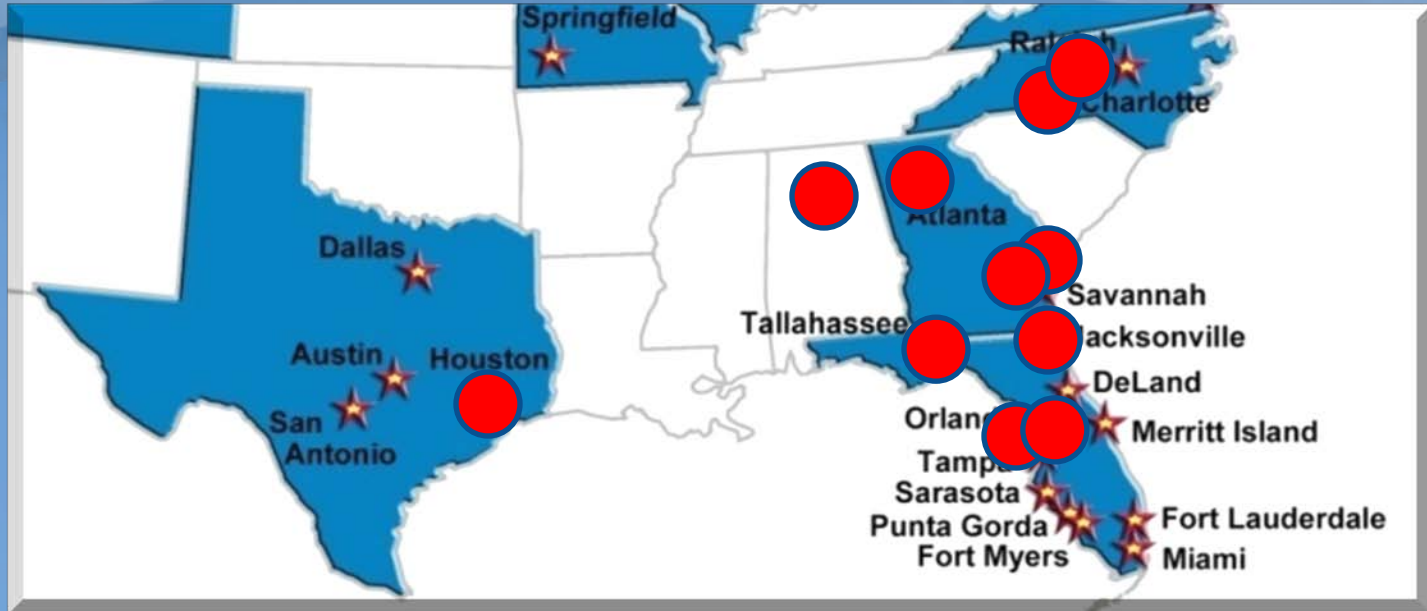 Springfield
Charlotte
Atlanta
Dallas
Savannah
Tallahassee
Austin
Houston
DeLand
San
Antonio
Merritt Island
Sarasota
Punta Gorda
Fort Lauderdale
Fort Myers
Miami